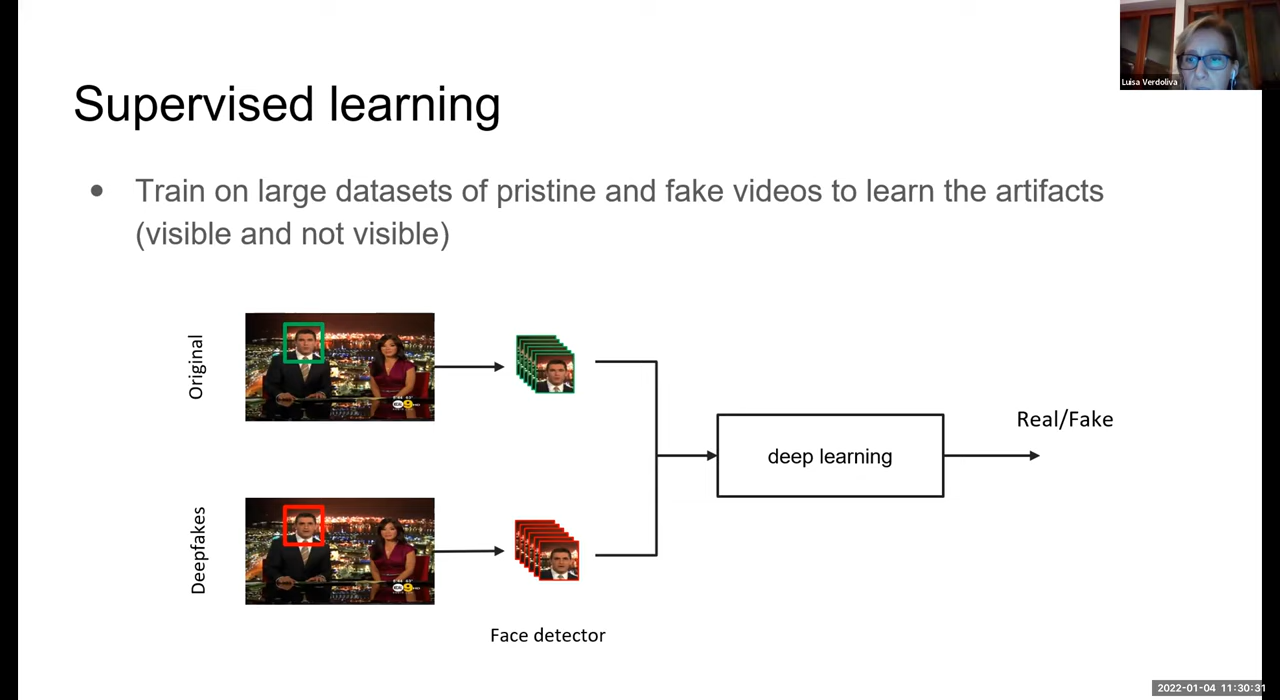 Luisa Verdoliva
Supervised learning
Train on large datasets of pristine and fake videos to learn the artifacts
(visible and not visible)
Original
Deepfakes
Face detector
deep learning
Real/Fake
2022-01-04 11:30:31